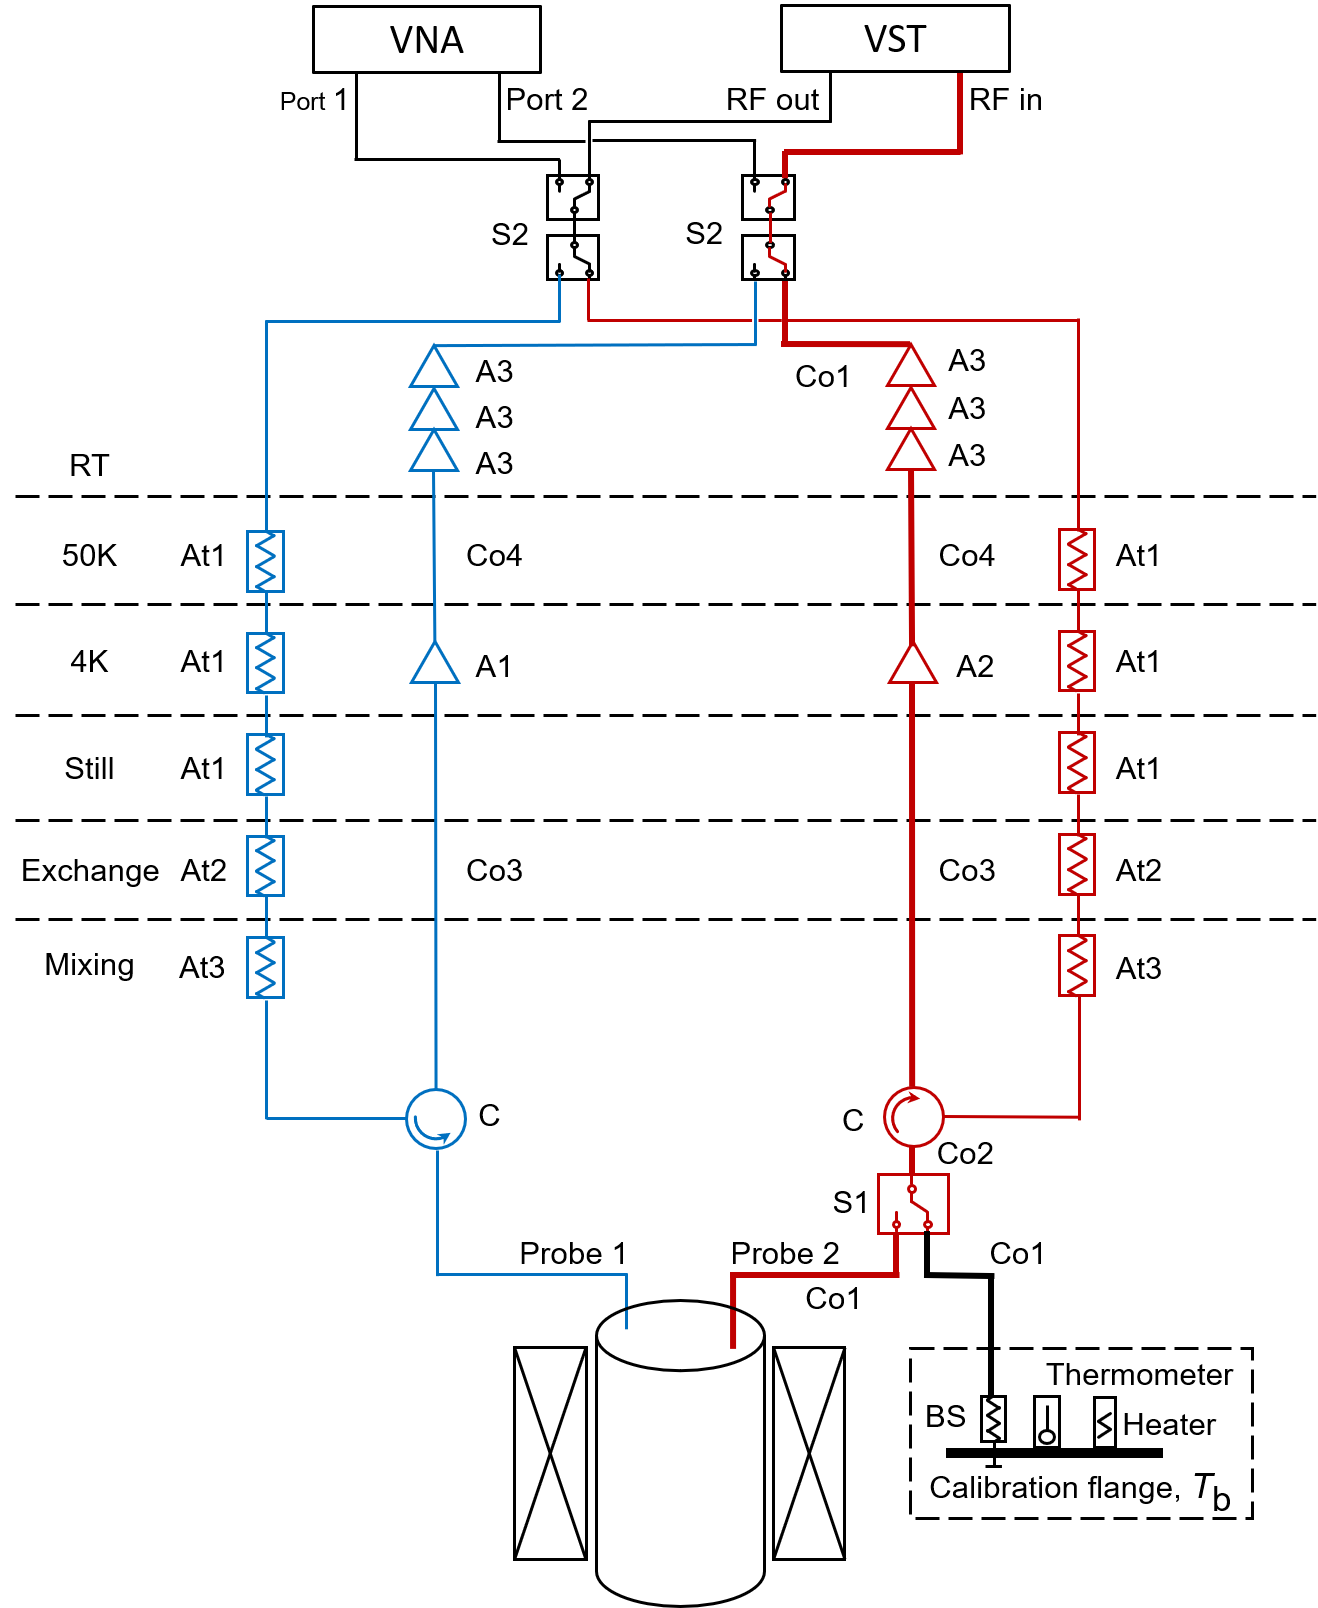 VNA
VST
Port 1
Port 2
RF out
RF in
S2
S2
A3
A3
A3
Co1
A3
A3
A3
RT
50K
At1
Co4
Co4
At1
4K
At1
A1
A2
At1
Still
At1
At1
Exchange
At2
Co3
Co3
At2
Mixing
At3
At3
C
C
Co2
S1
Probe 1
Probe 2
Co1
Co1
Thermometer
BS
Heater
Calibration flange, Tb